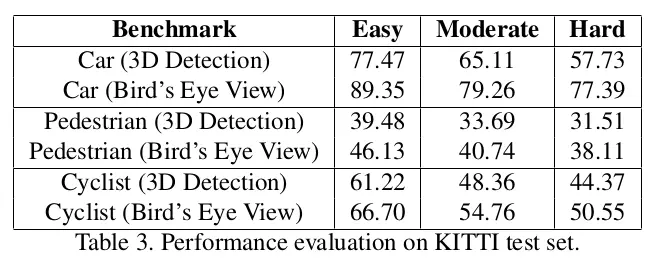 Benchmark Easy Moderate Hard
Car (3D Detection) 77.47 65.11 57.73
Car (Bird's Eye View) 89.35 79.26 77.39
Pedestrian (3D Detection) 39.48 33.69 31.51
Pedestrian (Bird's Eye View) 46.13 40.74 38.11
Cyclist (3D Detection) 61.22 48.36 44.37
Cyclist (Bird's Eye View) 66.70 54.76 50.55
Table 3. Performance evaluation on KITTI test set.